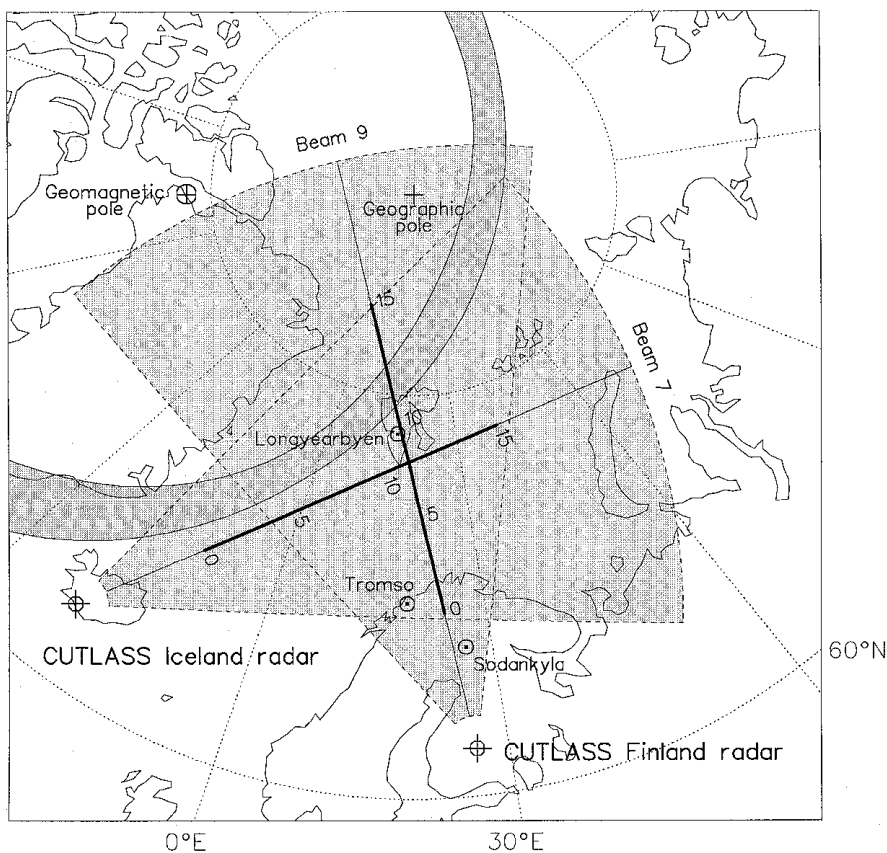 Beam 9
Geomagnetic
pole
Geographic
pole
15
Beam 7
10
Longyearbyen
15
10
5
5
0
Tromso
0
CUTLASS Iceland radar
Sodankyla
60°N
CUTLASS Finland radar
0°E
30°E